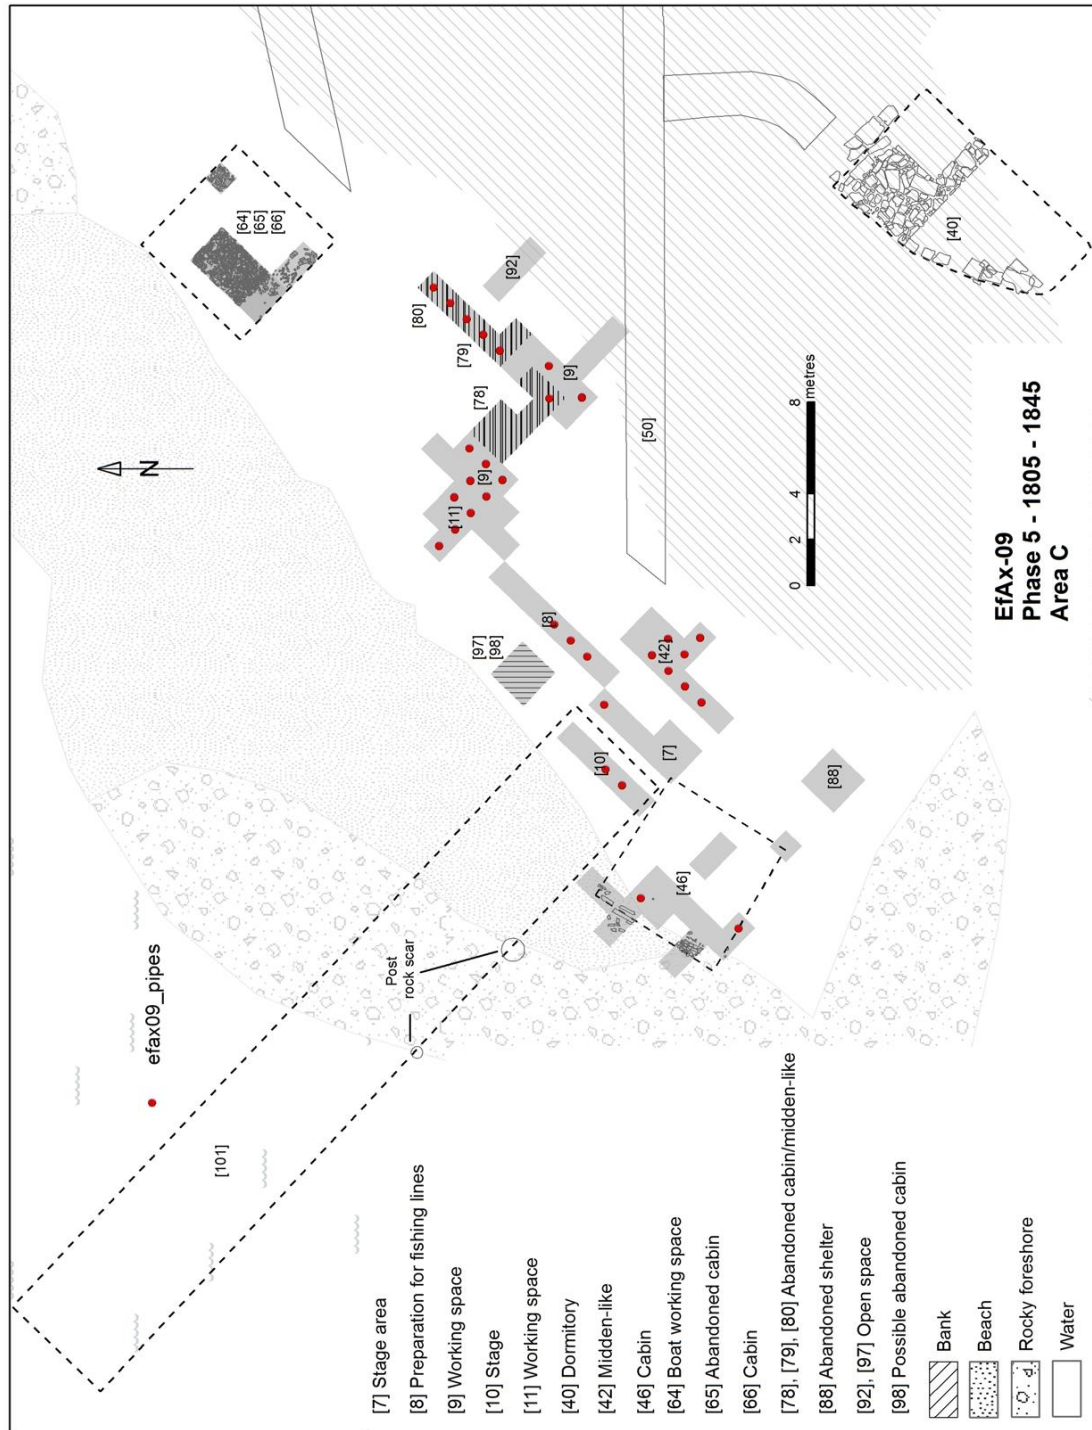 [64]
[65]
[66]
[92]
[80]
[79]
[40]
[9]
[78]
[50]
N
[9]
[11]
0 2 4 8 metres
[8]
[42]
[97]
[98]
[7]
[10]
[88]
[46]
Post
rock scar
efax09_pipes
[101]
EfAx-09
Phase 5 - 1805 - 1845
Area C
[7] Stage area
[8] Preparation for fishing lines
[9] Working space
[10] Stage
[11] Working space
[40] Dormitory
[42] Midden-like
[46] Cabin
[64] Boat working space
[65] Abandoned cabin
[66] Cabin
[78], [79], [80] Abandoned cabin/midden-like
[88] Abandoned shelter
[92], [97] Open space
[98] Possible abandoned cabin
Bank
Beach
Rocky foreshore
Water